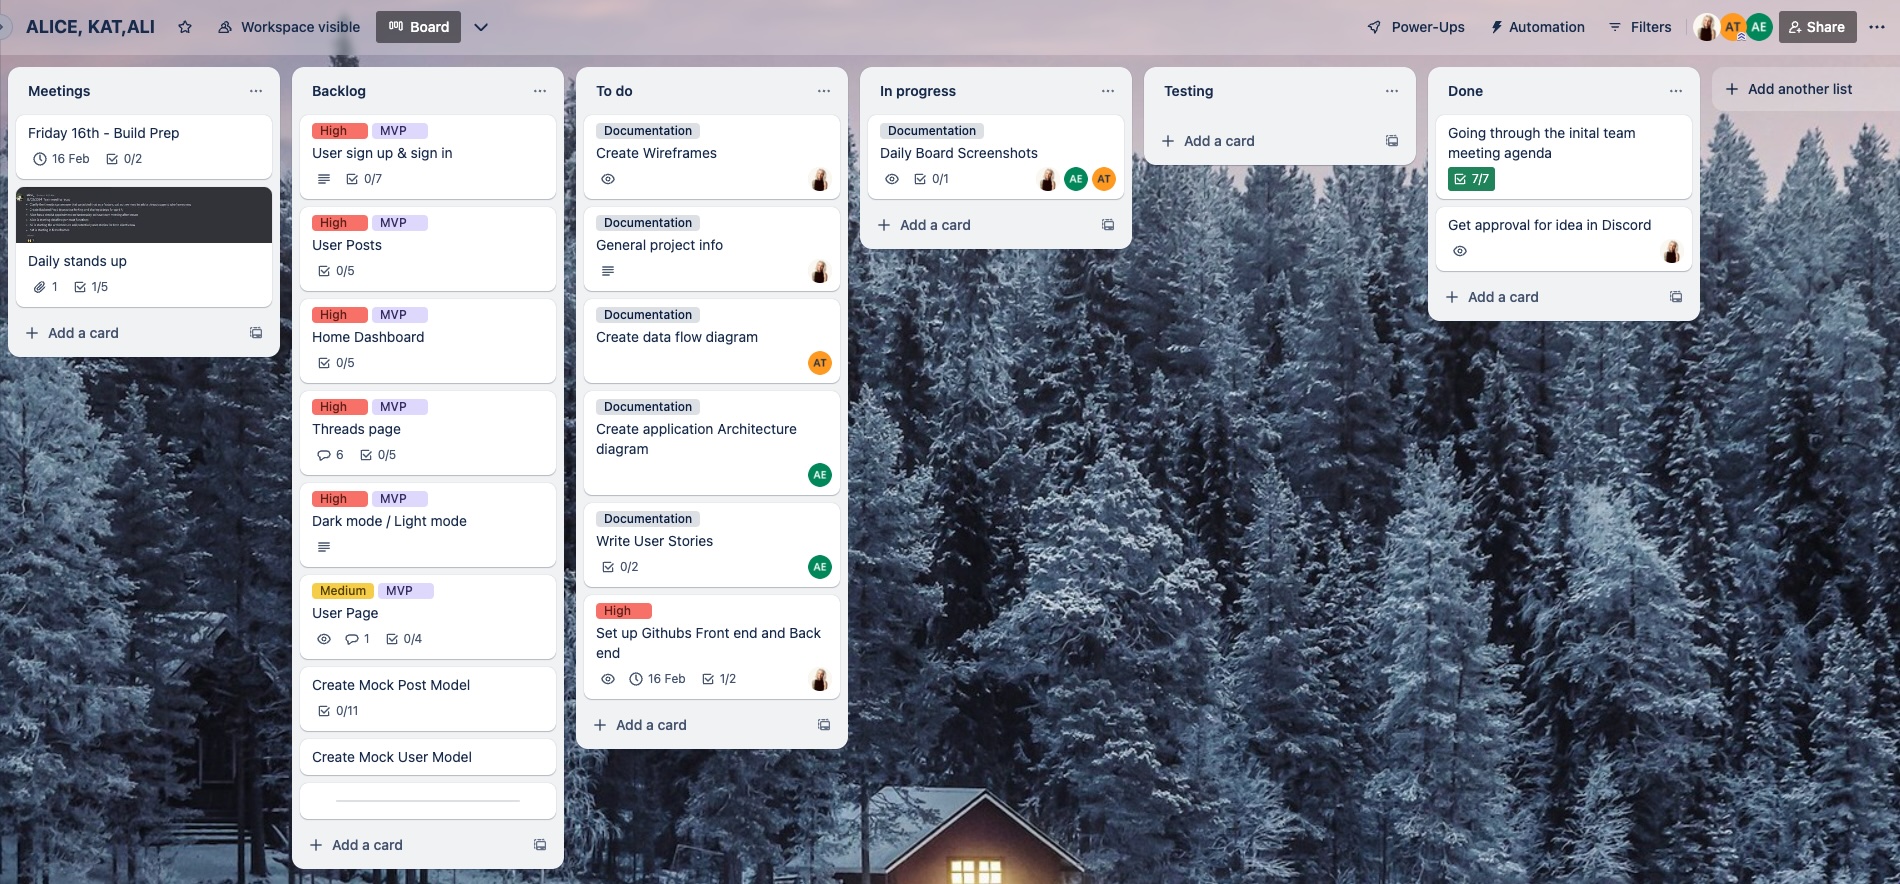 ALICE, KAT,ALI
Workspace visible
Board
Power-Ups
Automation
Filters
AT
AE
Share
Meetings
Friday 16th - Build Prep
16 Feb
0/2
Daily stands up
1
1/5
Add a card
Backlog
High
MVP
User sign up & sign in
0/7
High
MVP
User Posts
0/5
High
MVP
Home Dashboard
0/5
High
MVP
Threads page
6
0/5
High
MVP
Dark mode / Light mode
Medium
MVP
User Page
1
0/4
Create Mock Post Model
0/11
Create Mock User Model
Add a card
To do
Documentation
Create Wireframes
Documentation
General project info
Documentation
Create data flow diagram
AT
Documentation
Create application Architecture
diagram
AE
Documentation
Write User Stories
0/2
AE
High
Set up Githubs Front end and Back
end
16 Feb
1/2
Add a card
In progress
Documentation
Daily Board Screenshots
0/1
AE
AT
Add a card
Testing
Add a card
Done
Going through the inital team
meeting agenda
7/7
Get approval for idea in Discord
Add a card
Add another list